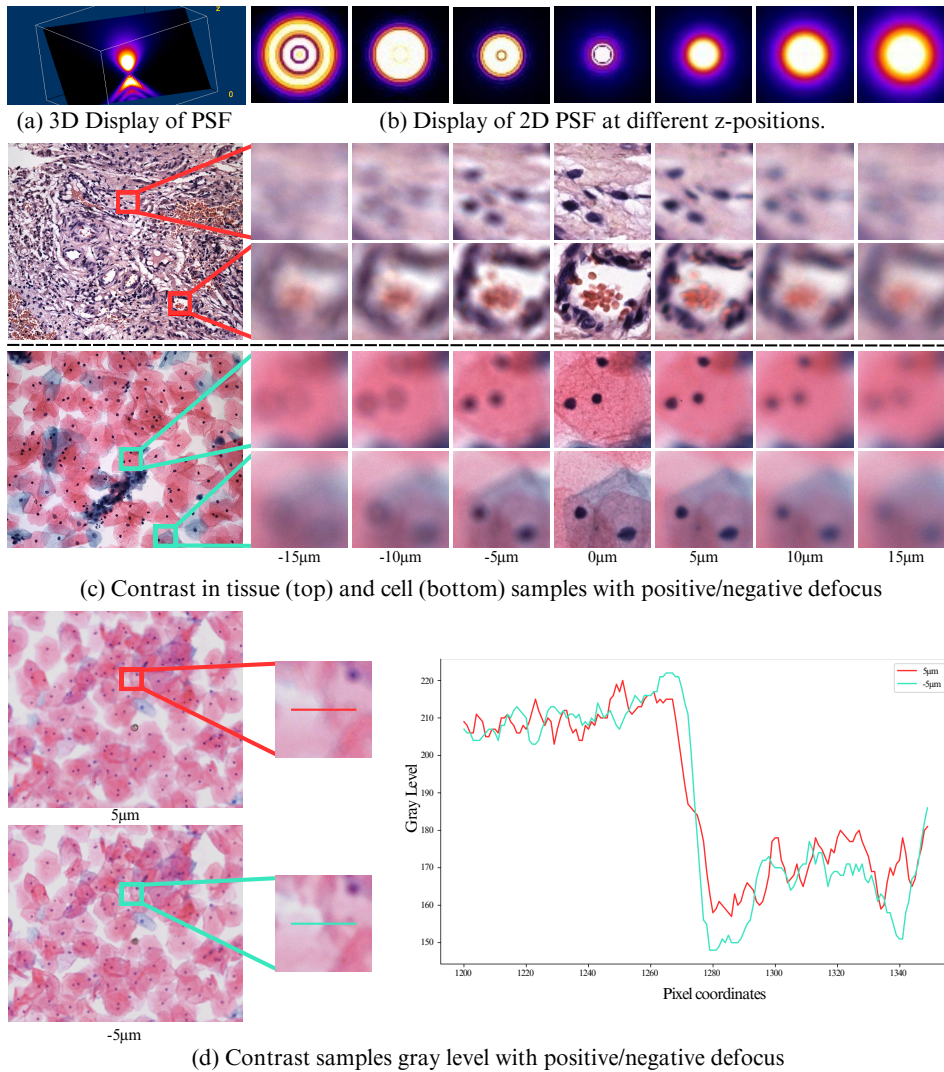 z
0
(a) 3D Display of PSF
(b) Display of 2D PSF at different z-positions.
-15μm -10μm -5μm 0μm 5μm 10μm 15μm
(c) Contrast in tissue (top) and cell (bottom) samples with positive/negative defocus
5μm
-5μm
220
210
200
190
180
170
160
150
Gray Level
5μm
-5μm
1200 1220 1240 1260 1280 1300 1320 1340
Pixel coordinates
(d) Contrast samples gray level with positive/negative defocus